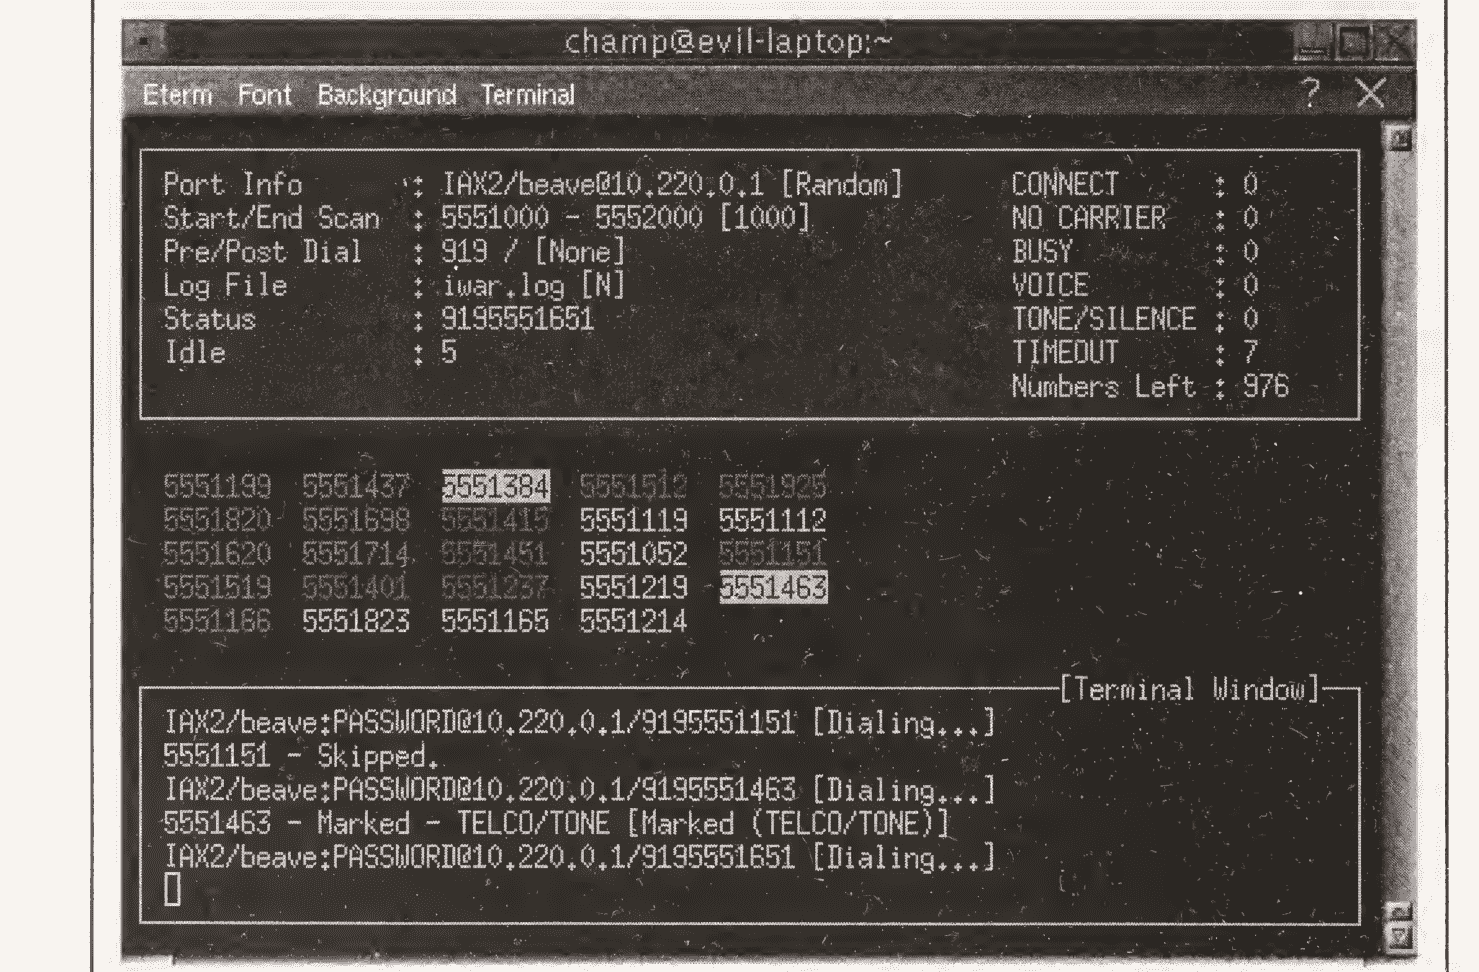 champ@evil-laptop:~
Eterm Font Background Terminal ? X
Port Info : IAX2/beave@10.220.0.1 [Random] CONNECT : 0
Start/End Scan : 5551000 - 5552000 [1000] NO CARRIER : 0
Pre/Post Dial : 919 / [None] BUSY : 0
Log File : iwar.log [N] VOICE : 0
Status : 9195551651 TONE/SILENCE : 0
Idle : 5 TIMEOUT : 7
Numbers Left : 976
5551199 5551437 5551384 5551512 5551925
5551820 5551698 5551415 5551119 5551112
5551620 5551714 5551451 5551052 5551151
5551519 5551401 5551237 5551219 5551463
5551186 5551823 5551165 5551214
[Terminal Window]
IAX2/beave:PASSWORD@10.220.0.1/9195551151 [Dialing...]
5551151 - Skipped.
IAX2/beave:PASSWORD@10.220.0.1/9195551463 [Dialing...]
5551463 - Marked - TELCO/TONE [Marked (TELCO/TONE)]
IAX2/beave:PASSWORD@10.220.0.1/9195551651 [Dialing...]